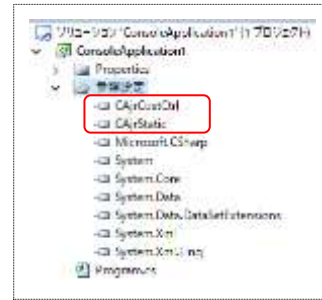 ソリューション 'ConsoleApplication1' (1 プロジェクト)
ConsoleApplication1
Properties
参照設定
CAjrCustCtrl
CAjrStatic
Microsoft.CSharp
System
System.Core
System.Data
System.Data.DataSetExtensions
System.Xml
System.Xml.Linq
Program.cs